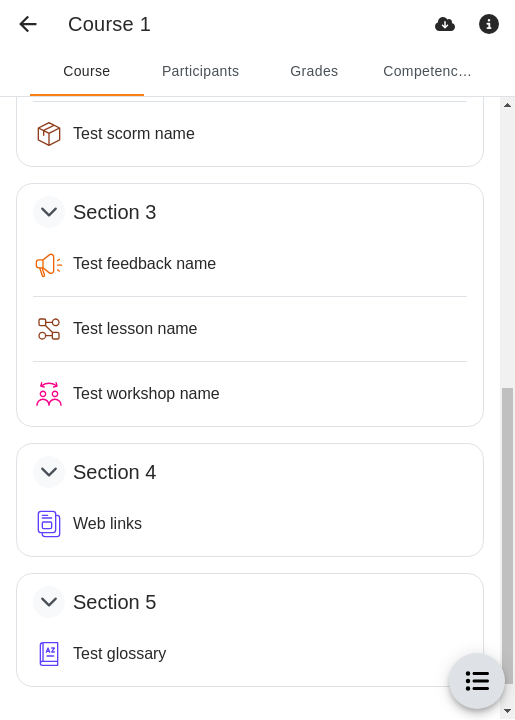 Course 1
Course
Participants
Grades
Competenc…
Test scorm name
Section 3
Test feedback name
Test lesson name
Test workshop name
Section 4
Web links
Section 5
AZ
Test glossary